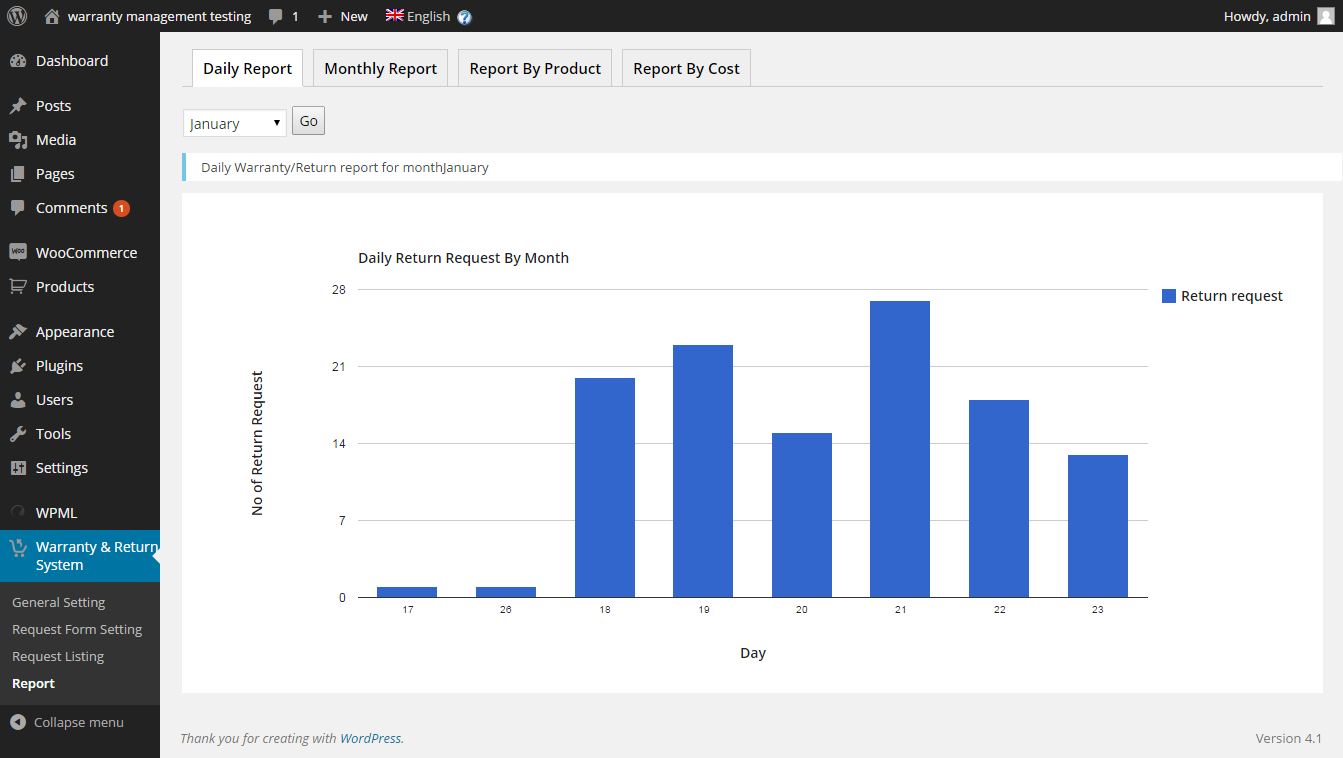 warranty management testing 1 New English Howdy, admin
Dashboard
Posts
Media
Pages
Comments 1
WooCommerce
Products
Appearance
Plugins
Users
Tools
Settings
WPML
Warranty & Return
System
General Setting
Request Form Setting
Request Listing
Report
Collapse menu
Daily Report Monthly Report Report By Product Report By Cost
January Go
Daily Warranty/Return report for monthJanuary
Daily Return Request By Month
28
21
14
7
0
No of Return Request
17 26 18 19 20 21 22 23
Day
Return request
Thank you for creating with WordPress.
Version 4.1